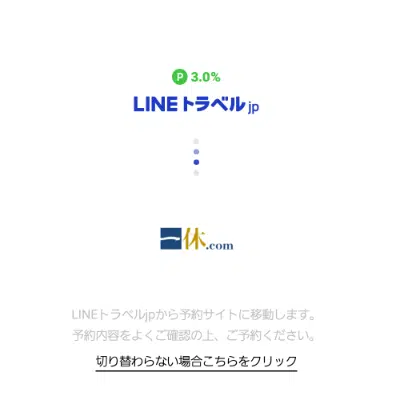 P 3.0%
LINEトラベルjp
一休.com
LINEトラベルjpから予約サイトに移動します。
予約内容をよくご確認の上、ご予約ください。
切り替わらない場合こちらをクリック